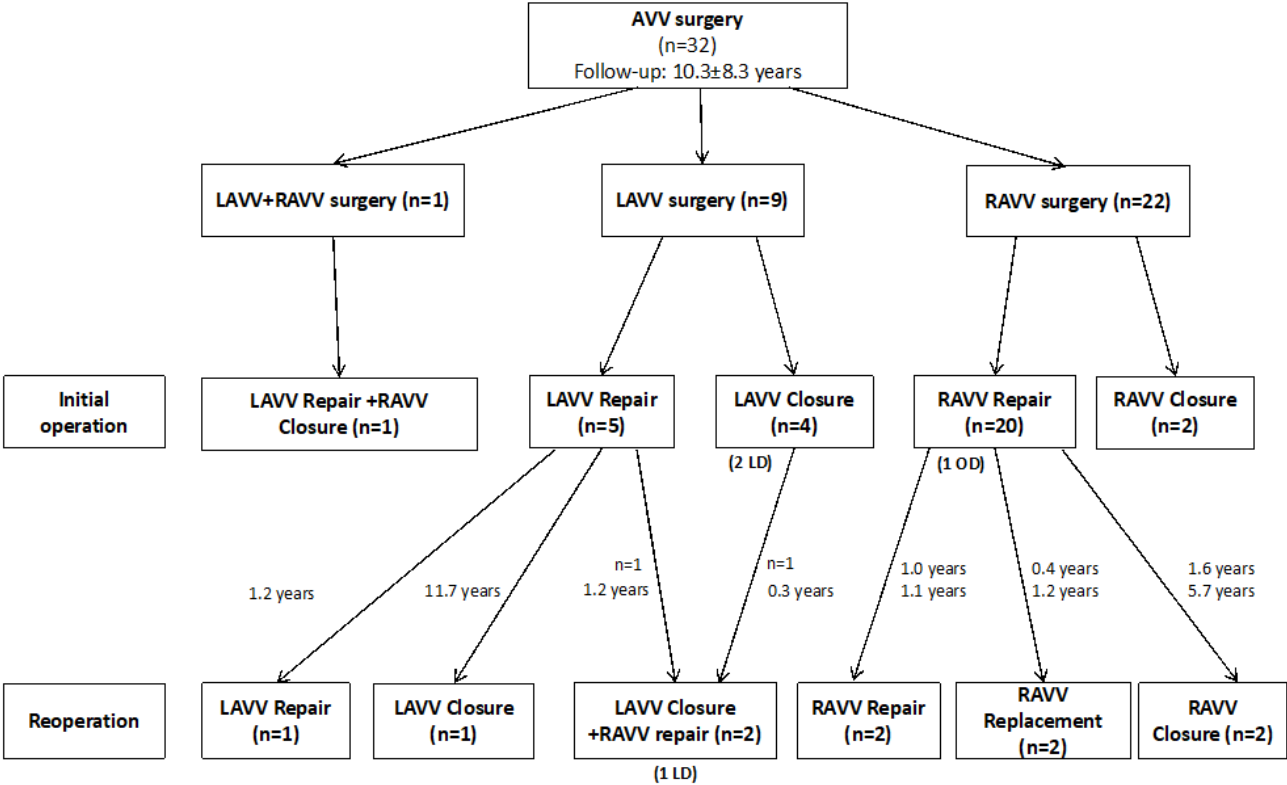 AVV surgery
(n=32)
Follow-up: 10.3±8.3 years
LAVV+RAVV surgery (n=1)
LAVV surgery (n=9)
RAVV surgery (n=22)
Initial
operation
LAVV Repair +RAVV
Closure (n=1)
LAVV Repair
(n=5)
LAVV Closure
(n=4)
RAVV Repair
(n=20)
RAVV Closure
(n=2)
(2 LD)
(1 OD)
1.2 years
11.7 years
n=1
1.2 years
n=1
0.3 years
1.0 years
1.1 years
0.4 years
1.2 years
1.6 years
5.7 years
Reoperation
LAVV Repair
(n=1)
LAVV Closure
(n=1)
LAVV Closure
+RAVV repair (n=2)
RAVV Repair
(n=2)
RAVV
Replacement
(n=2)
RAVV
Closure (n=2)
(1 LD)